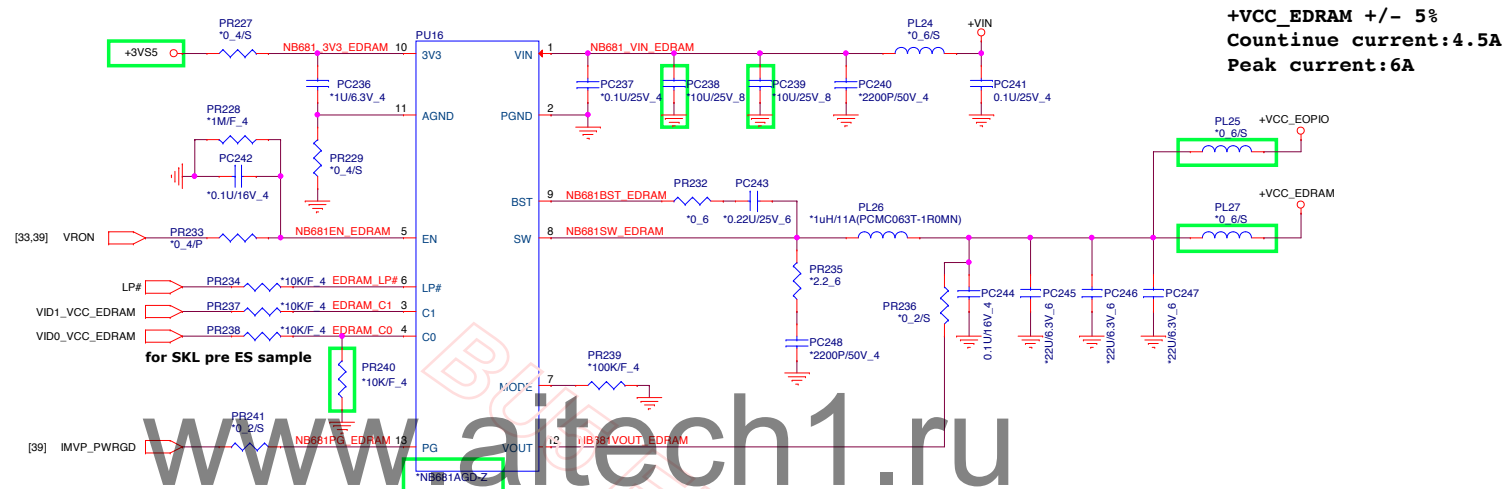 +VCC_EDRAM +/- 5%
Countinue current:4.5A
Peak current:6A
PR227
*0_4/S
+3VS5
NB681_3V3_EDRAM
10
PU16
3V3
VIN
1
NB681_VIN_EDRAM
PL24
*0_6/S
+VIN
PC236
*1U/6.3V_4
PC237
*0.1U/25V_4
PC238
*10U/25V_8
PC239
*10U/25V_8
PC240
*2200P/50V_4
PC241
0.1U/25V_4
11
AGND
PGND
2
PR228
*1M/F_4
PC242
*0.1U/16V_4
PR229
*0_4/S
PL25
*0_6/S
+VCC_EOPIO
BST
9
NB681BST_EDRAM
PR232
*0_6
PC243
*0.22U/25V_6
PL26
*1uH/11A(PCMC063T-1R0MN)
PL27
*0_6/S
+VCC_EDRAM
[33,39]
VRON
PR233
*0_4/P
NB681EN_EDRAM
5
EN
SW
8
NB681SW_EDRAM
LP#
PR234
*10K/F_4
EDRAM_LP#
6
LP#
VID1_VCC_EDRAM
PR237
*10K/F_4
EDRAM_C1
3
C1
VID0_VCC_EDRAM
PR238
*10K/F_4
EDRAM_C0
4
C0
for SKL pre ES sample
PR240
*10K/F_4
PR235
*2.2_6
PC248
*2200P/50V_4
PR236
*0_2/S
PC244
0.1U/16V_4
PC245
*22U/6.3V_6
PC246
*22U/6.3V_6
PC247
*22U/6.3V_6
MODE
7
PR239
*100K/F_4
[39]
IMVP_PWRGD
PR241
*0_2/S
NB681PG_EDRAM
13
PG
VOUT
12
NB681VOUT_EDRAM
*NB681AGD-Z
www.aitech1.ru